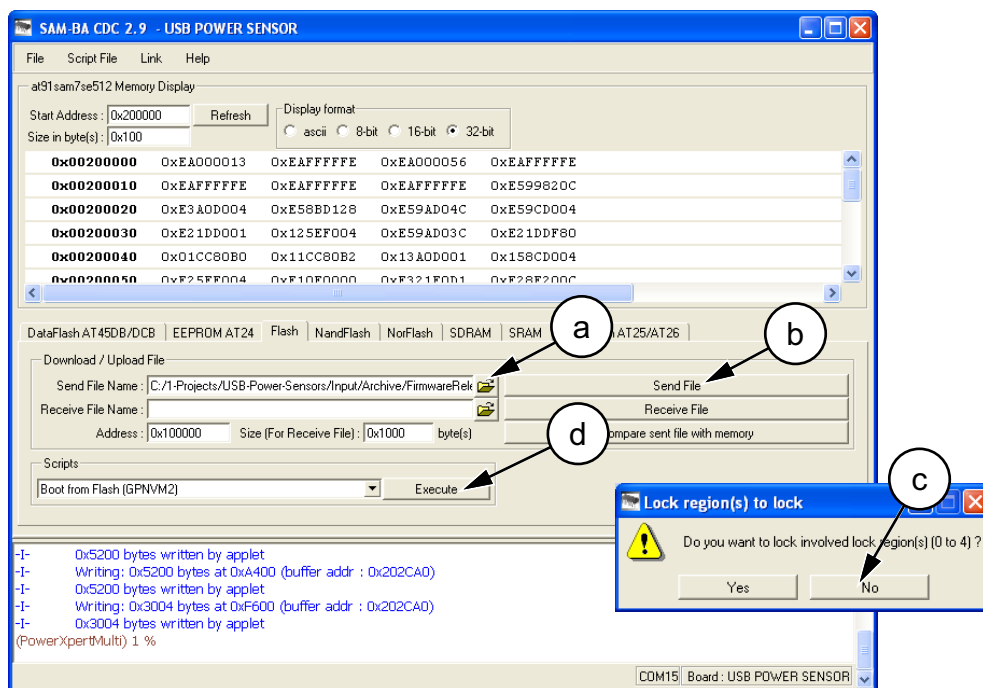 SAM-BA CDC 2.9 - USB POWER SENSOR
File Script File Link Help
at91sam7se512 Memory Display
Start Address : 0x200000 Refresh
Size in byte(s) : 0x100
Display format
ascii 8-bit 16-bit 32-bit
0x00200000 0xEA000013 0xEAFFFFFE 0xEA000056 0xEAFFFFFE
0x00200010 0xEAFFFFFE 0xEAFFFFFE 0xEAFFFFFE 0xE599820C
0x00200020 0xE3A0D004 0xE58BD128 0xE59AD04C 0xE59CD004
0x00200030 0xE21DD001 0x125EF004 0xE59AD03C 0xE21DDF80
0x00200040 0x01CC80B0 0x11CC80B2 0x13A0D001 0x158CD004
0x00200050 0xE25EF004 0xE10F0000 0xE321F0D1 0xE28F200C
a
b
DataFlash AT45DB/DCB EEPROM AT24 Flash NandFlash NorFlash SDRAM SRAM AT25/AT26
Download / Upload File
Send File Name : C:/1-Projects/USB-Power-Sensors/Input/Archive/FirmwareRele Send File
Receive File Name : Receive File
Address : 0x100000 Size (For Receive File) : 0x1000 byte(s) ompare sent file with memory
d
Scripts
Boot from Flash (GPNVM2) Execute
c
Lock region(s) to lock
Do you want to lock involved lock region(s) (0 to 4) ?
Yes No
-I- 0x5200 bytes written by applet
-I- Writing: 0x5200 bytes at 0xA400 (buffer addr : 0x202CA0)
-I- 0x5200 bytes written by applet
-I- Writing: 0x3004 bytes at 0xF600 (buffer addr : 0x202CA0)
-I- 0x3004 bytes written by applet
(PowerXpertMulti) 1 %
COM15 Board : USB POWER SENSOR